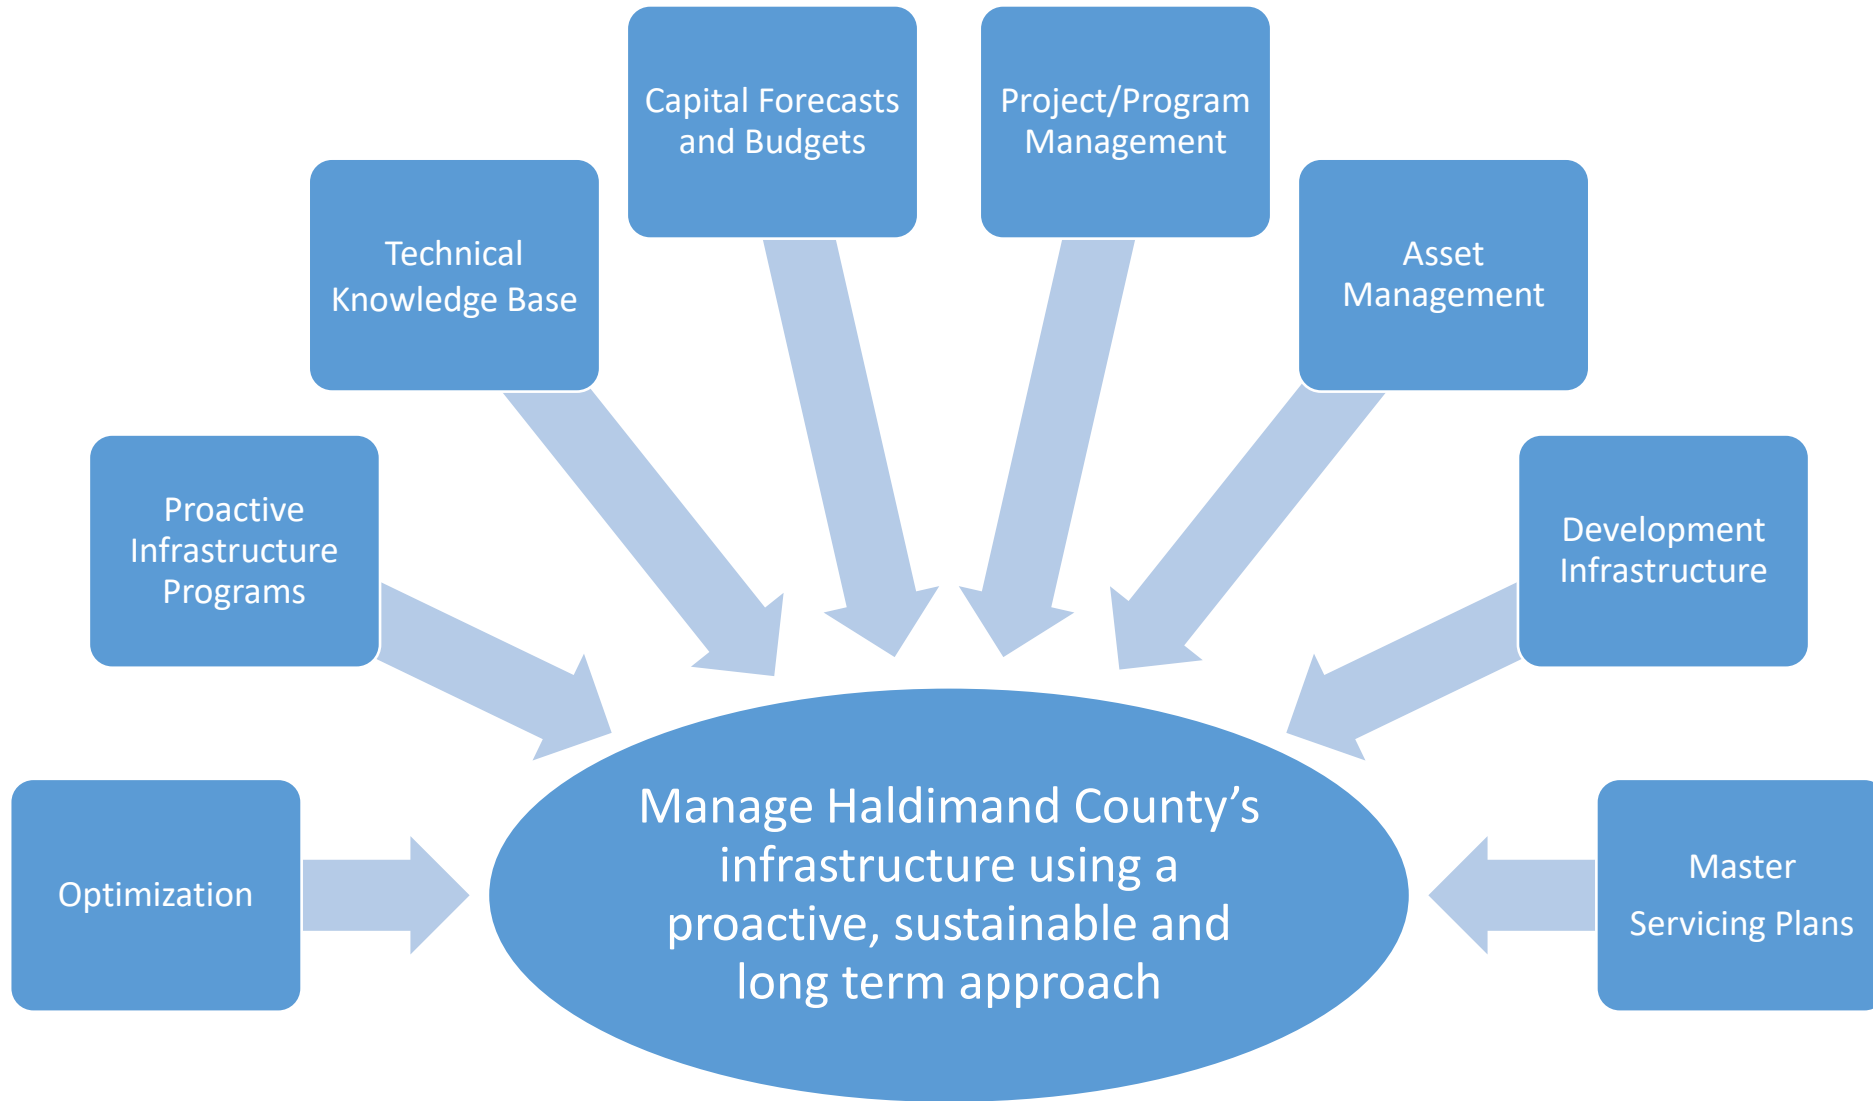 Capital Forecasts
and Budgets
Project/Program
Management
Technical
Knowledge Base
Asset
Management
Proactive
Infrastructure
Programs
Development
Infrastructure
Optimization
Manage Haldimand County’s
infrastructure using a
proactive, sustainable and
long term approach
Master
Servicing Plans